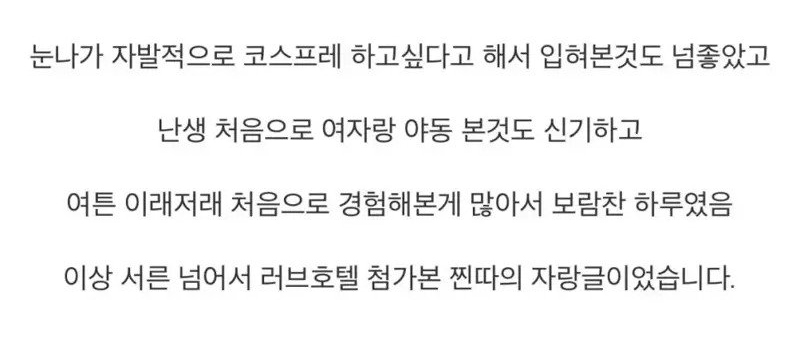 눈나가 자발적으로 코스프레 하고싶다고 해서 입혀본것도 넘좋았고
난생 처음으로 여자랑 야동 본것도 신기하고
여튼 이래저래 처음으로 경험해본게 많아서 보람찬 하루였음
이상 서른 넘어서 러브호텔 첨가본 찐따의 자랑글이었습니다.